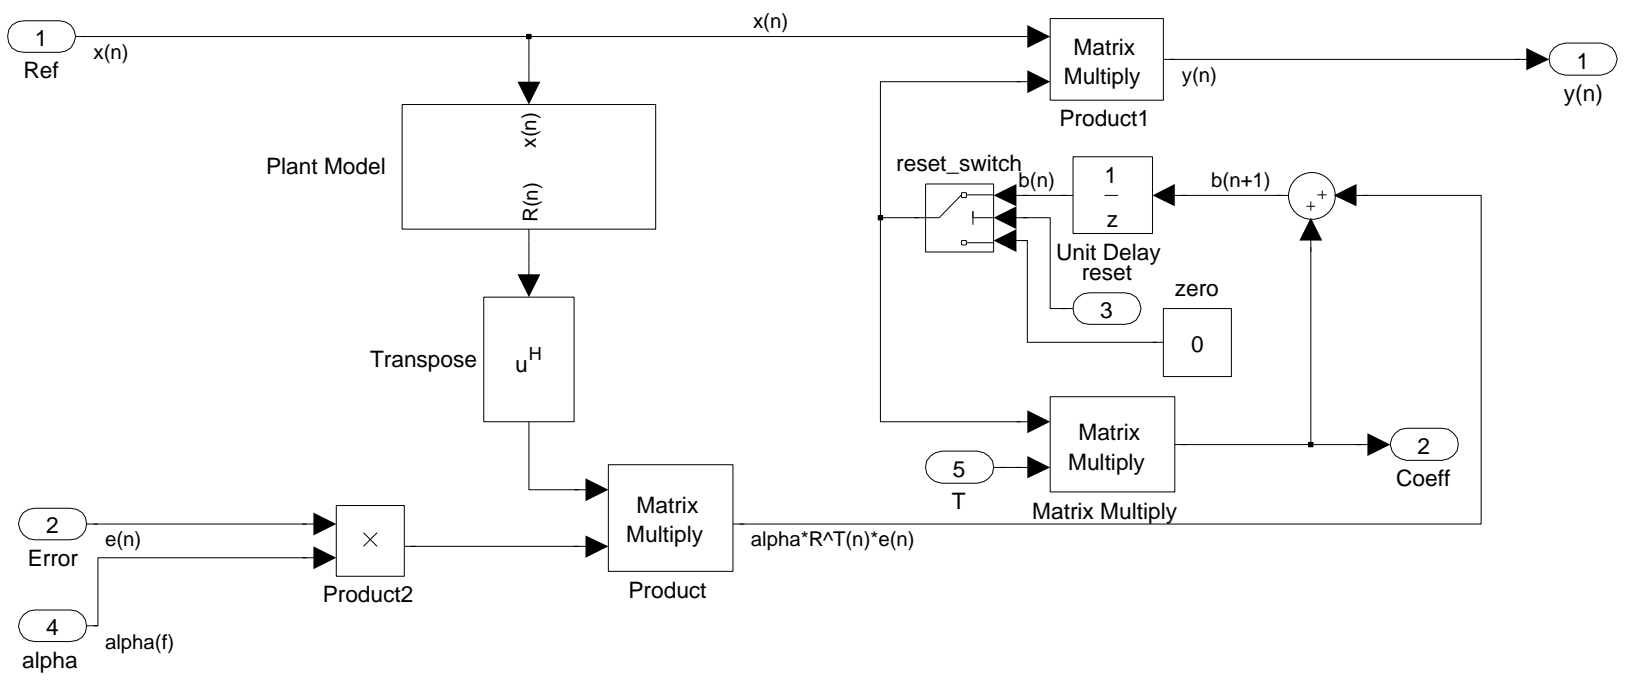 1
Ref
x(n)
x(n)
Matrix
Multiply
Product1
y(n)
1
y(n)
Plant Model
x(n)
R(n)
reset_switch
b(n)
1
z
Unit Delay
b(n+1)
+
+
reset
3
zero
0
Transpose
u^H
Matrix
Multiply
Matrix Multiply
5
T
2
Coeff
2
Error
e(n)
×
Product2
4
alpha
alpha(f)
Matrix
Multiply
Product
alpha*R^T(n)*e(n)